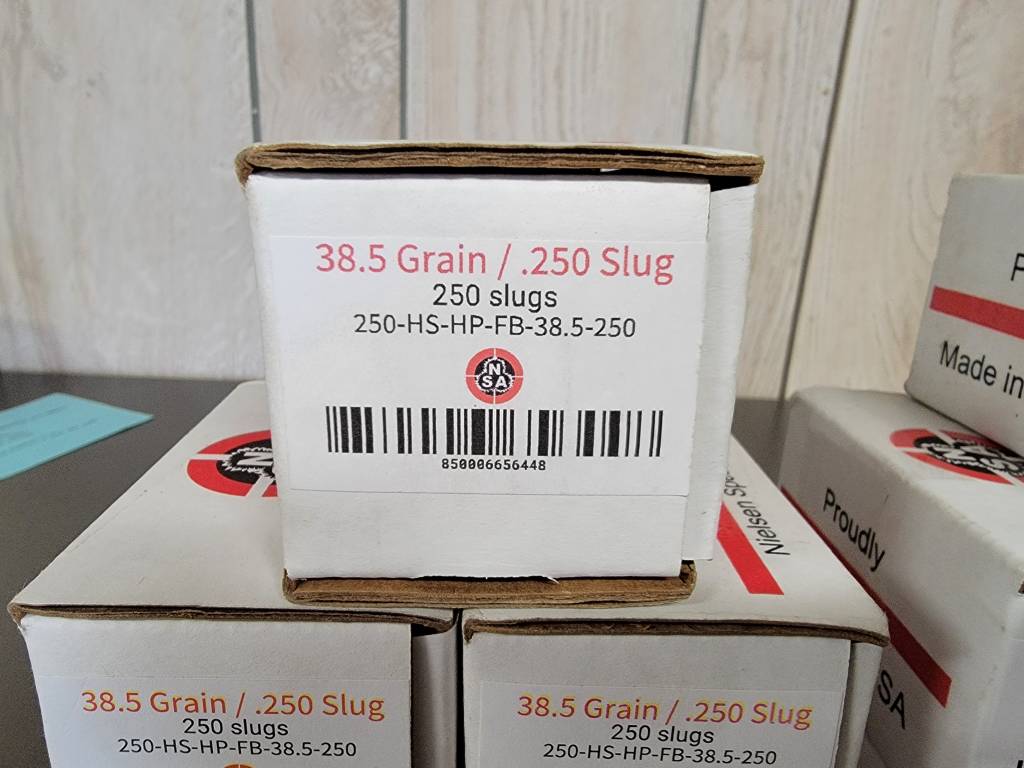 38.5 Grain / .250 Slug
250 slugs
250-HS-HP-FB-38.5-250
N
SA
850006656448
38.5 Grain / .250 Slug
250 slugs
250-HS-HP-FB-38.5-250
38.5 Grain / .250 Slug
250 slugs
250-HS-HP-FB-38.5-250
Nielsen
Made in
Proudly
SA